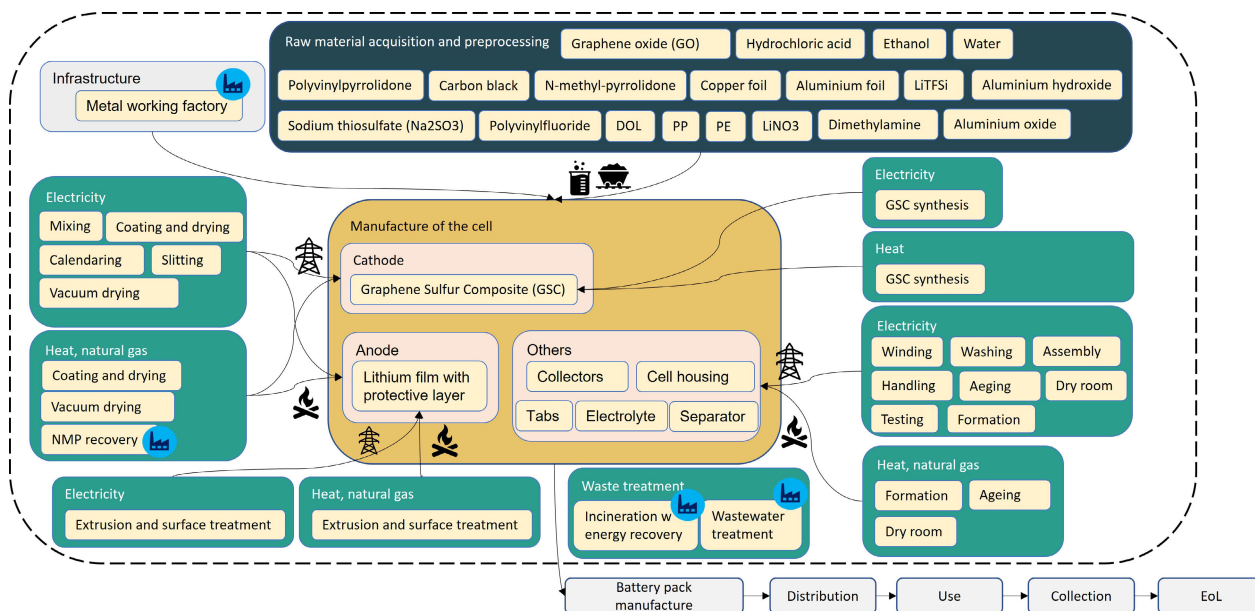 Raw material acquisition and preprocessing
Graphene oxide (GO)
Hydrochloric acid
Ethanol
Water
Polyvinylpyrrolidone
Carbon black
N-methyl-pyrrolidone
Copper foil
Aluminium foil
LiTFSi
Aluminium hydroxide
Sodium thiosulfate (Na2SO3)
Polyvinylfluoride
DOL
PP
PE
LiNO3
Dimethylamine
Aluminium oxide
Infrastructure
Metal working factory
Electricity
Mixing
Coating and drying
Calendaring
Slitting
Vacuum drying
Heat, natural gas
Coating and drying
Vacuum drying
NMP recovery
Manufacture of the cell
Cathode
Graphene Sulfur Composite (GSC)
Anode
Lithium film with
protective layer
Others
Collectors
Cell housing
Tabs
Electrolyte
Separator
Electricity
GSC synthesis
Heat
GSC synthesis
Electricity
Winding
Washing
Assembly
Handling
Aeging
Dry room
Testing
Formation
Heat, natural gas
Formation
Ageing
Dry room
Electricity
Extrusion and surface treatment
Heat, natural gas
Extrusion and surface treatment
Waste treatment
Incineration w
energy recovery
Wastewater
treatment
Battery pack
manufacture
Distribution
Use
Collection
EoL